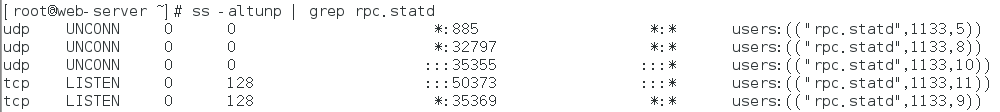 [root@web-server ~]# ss -altunp | grep rpc.statd
udp UNCONN 0 0 *:885 *:* users:(("rpc.statd",1133,5))
udp UNCONN 0 0 *:32797 *:* users:(("rpc.statd",1133,8))
udp UNCONN 0 0 :::35355 :::* users:(("rpc.statd",1133,10))
tcp LISTEN 0 128 :::50373 :::* users:(("rpc.statd",1133,11))
tcp LISTEN 0 128 *:35369 *:* users:(("rpc.statd",1133,9))